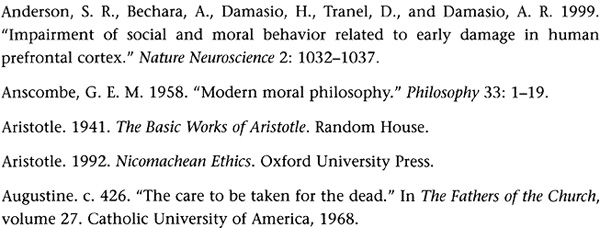 Anderson, S. R., Bechara, A., Damasio, H., Tranel, D., and Damasio, A. R. 1999.
“Impairment of social and moral behavior related to early damage in human
prefrontal cortex.” Nature Neuroscience 2: 1032–1037.
Anscombe, G. E. M. 1958. “Modern moral philosophy.” Philosophy 33: 1–19.
Aristotle. 1941. The Basic Works of Aristotle. Random House.
Aristotle. 1992. Nicomachean Ethics. Oxford University Press.
Augustine. c. 426. “The care to be taken for the dead.” In The Fathers of the Church,
volume 27. Catholic University of America, 1968.